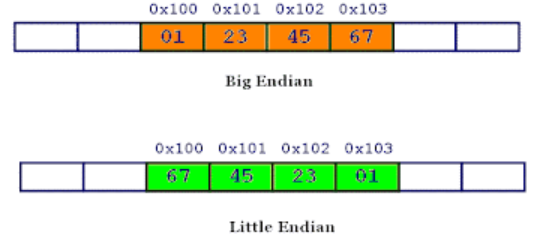 0x100 0x101 0x102 0x103
01 23 45 67
Big Endian
0x100 0x101 0x102 0x103
67 45 23 01
Little Endian